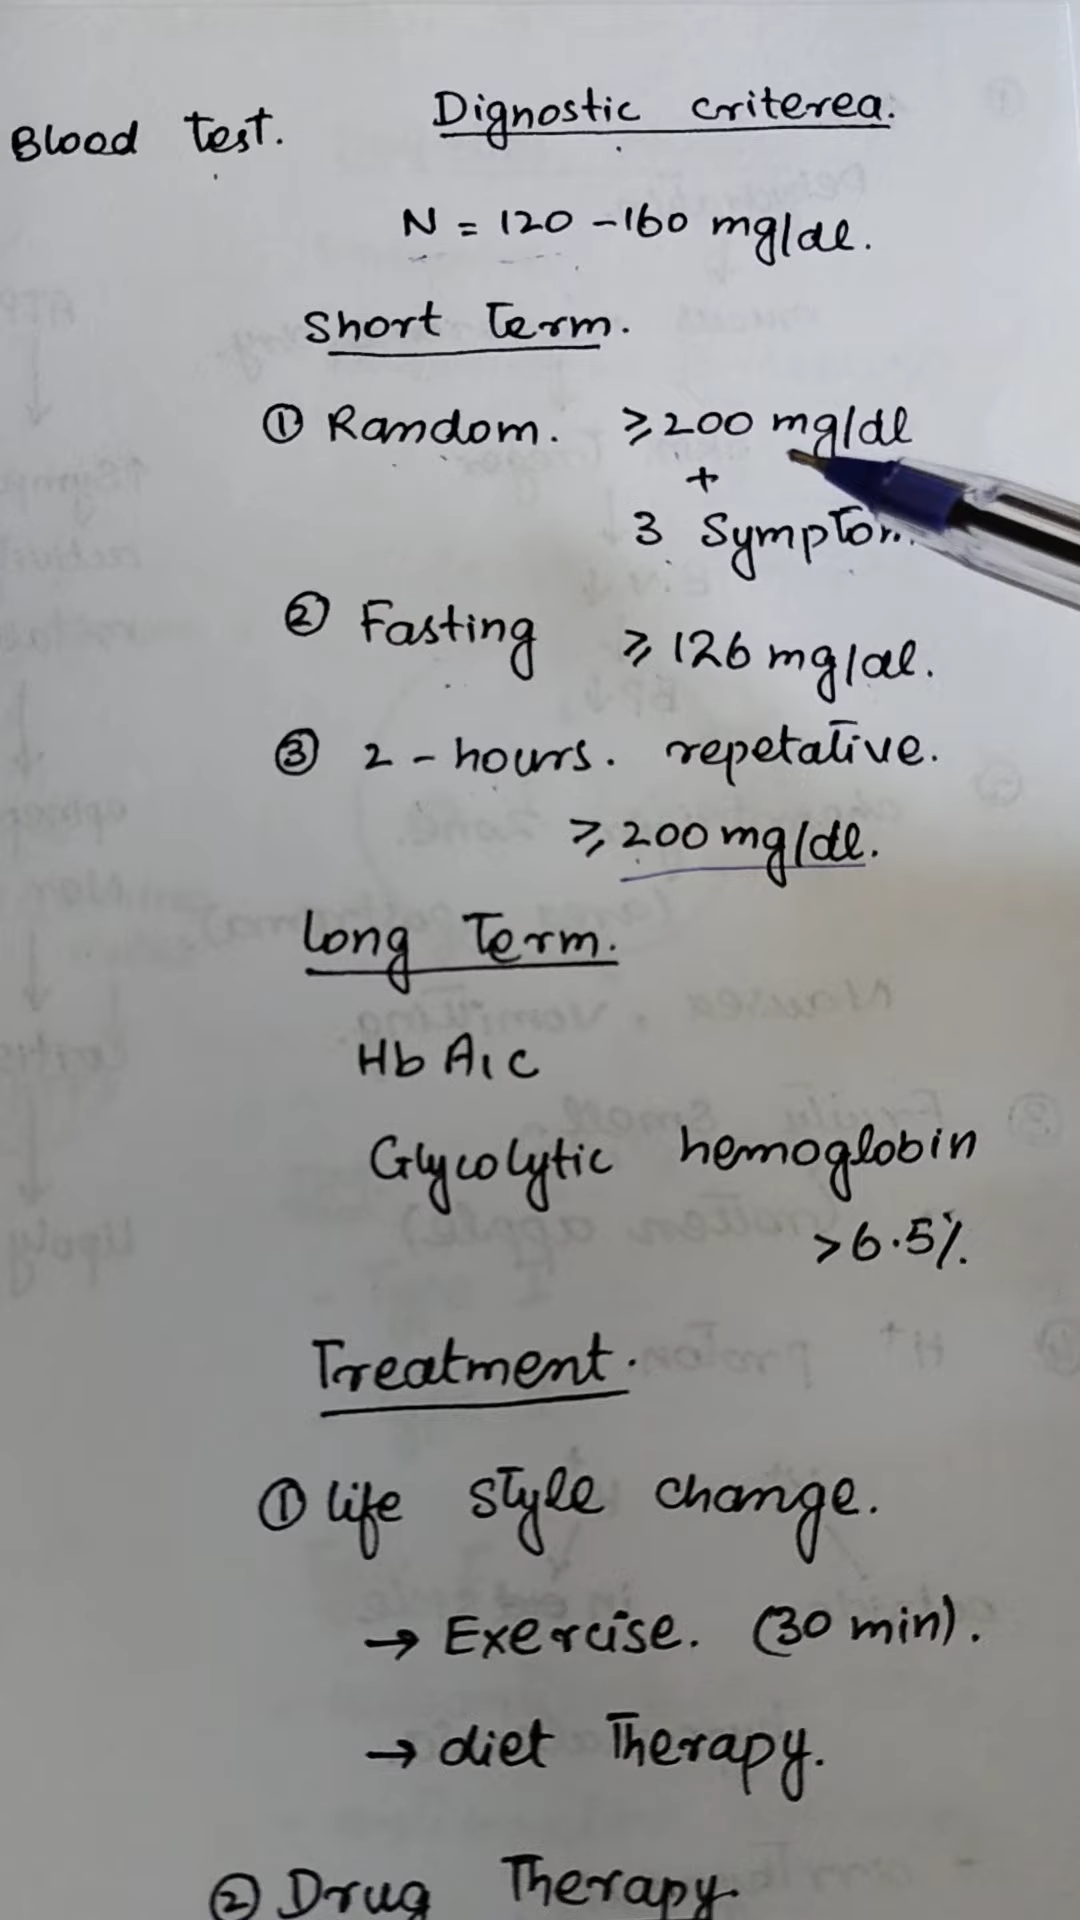 Blood test.
Dignostic criterea.
N = 120 - 160 mg/dl.
Short Term.
① Random. ≥200 mg/dl
+
3 Sympto
② Fasting ≥ 126 mg/dl.
③ 2 - hours. repetative.
≥ 200 mg/dl.
long Term.
Hb A1C
Glycolytic hemoglobin
>6.5%.
Treatment.
① life style change.
→ Exercise. (30 min).
→ diet Therapy.
② Drug Therapy.